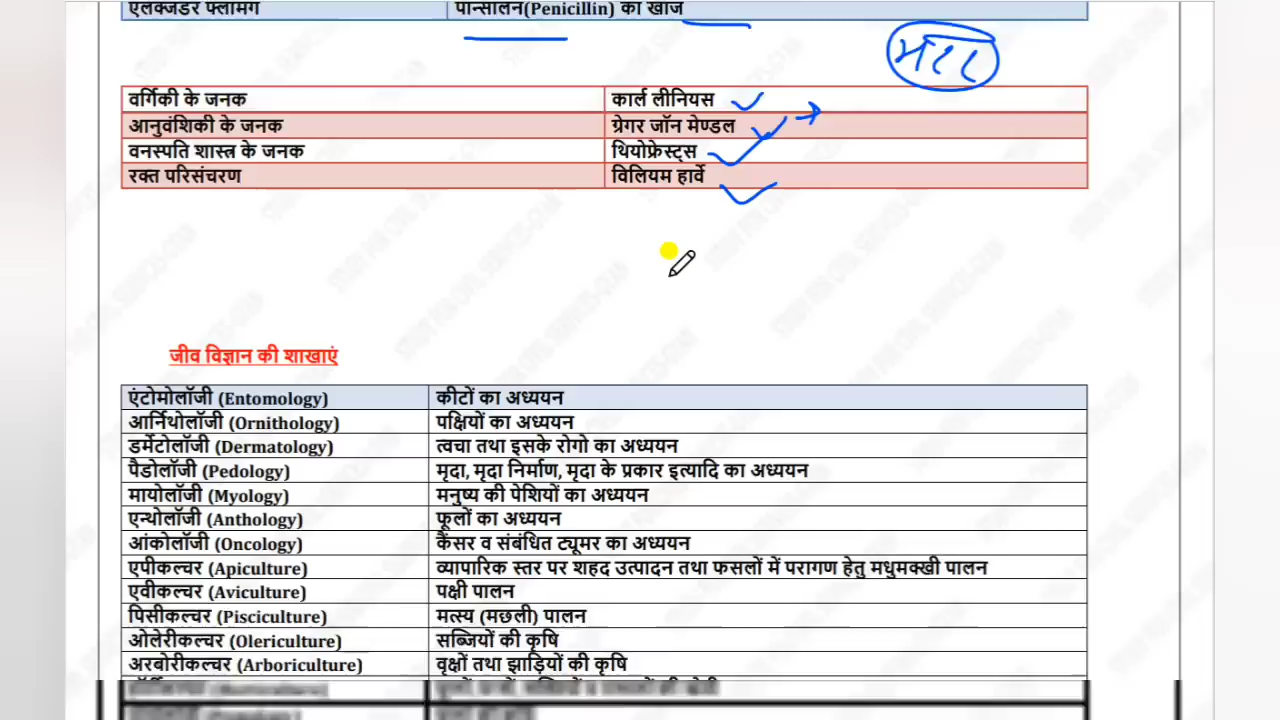 एलेक्जेंडर फ्लेमिंग पेनिसिलिन(Penicillin) की खोज
मटर
वर्गिकी के जनक कार्ल लीनियस
आनुवंशिकी के जनक ग्रेगर जॉन मेण्डल
वनस्पति शास्त्र के जनक थियोफ्रेस्ट्स
रक्त परिसंचरण विलियम हार्वे
जीव विज्ञान की शाखाएं
एंटोमोलॉजी (Entomology) कीटों का अध्ययन
आर्निथोलॉजी (Ornithology) पक्षियों का अध्ययन
डर्मेटोलॉजी (Dermatology) त्वचा तथा इसके रोगो का अध्ययन
पैडोलॉजी (Pedology) मृदा, मृदा निर्माण, मृदा के प्रकार इत्यादि का अध्ययन
मायोलॉजी (Myology) मनुष्य की पेशियों का अध्ययन
एन्थोलॉजी (Anthology) फूलों का अध्ययन
आंकोलॉजी (Oncology) कैंसर व संबंधित ट्यूमर का अध्ययन
एपीकल्चर (Apiculture) व्यापारिक स्तर पर शहद उत्पादन तथा फसलों में परागण हेतु मधुमक्खी पालन
एवीकल्चर (Aviculture) पक्षी पालन
पिसीकल्चर (Pisciculture) मत्स्य (मछली) पालन
ओलेरीकल्चर (Olericulture) सब्जियों की कृषि
अरबोरीकल्चर (Arboriculture) वृक्षों तथा झाड़ियों की कृषि